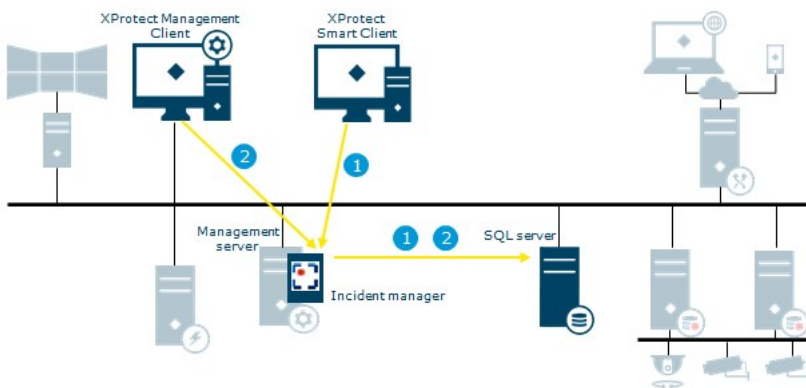 XProtect Management
Client
XProtect
Smart Client
2
1
Management
server
1 2
SQL server
Incident manager